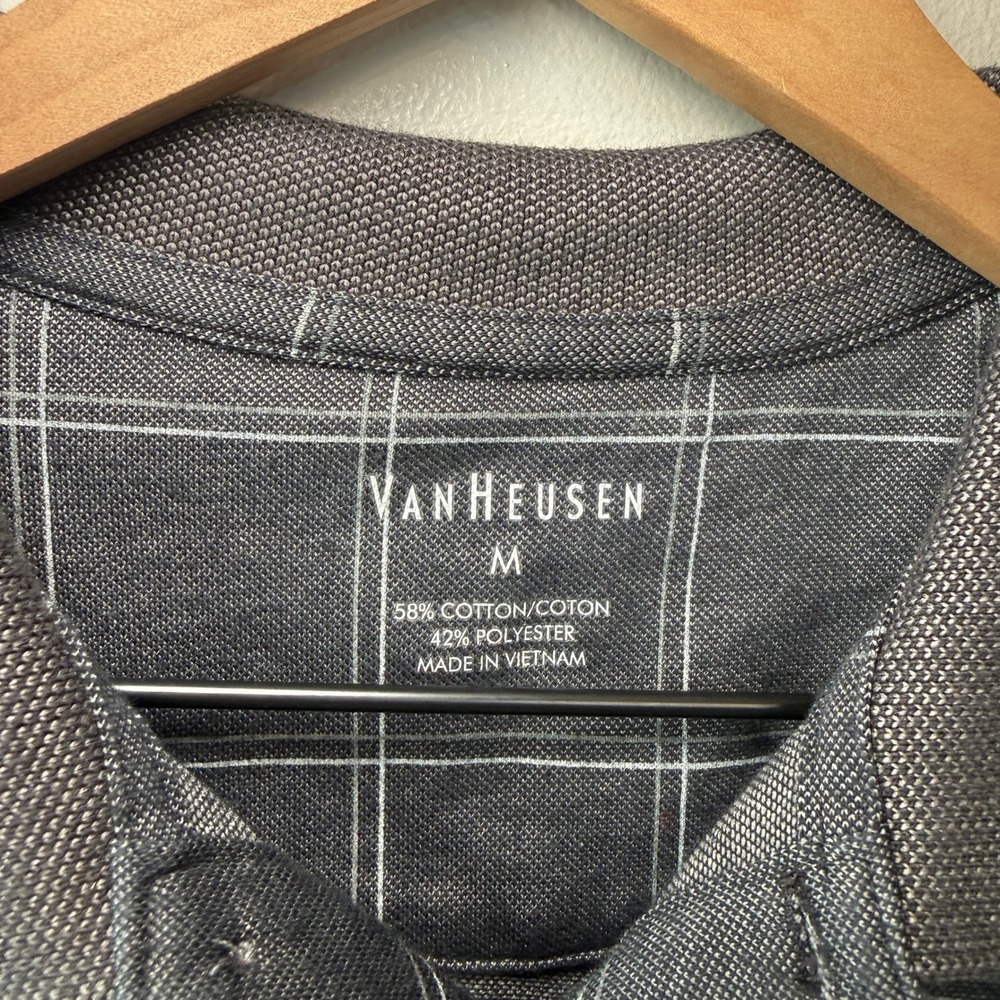 VANHEUSEN
M
58% COTTON/COTON
42% POLYESTER
MADE IN VIETNAM